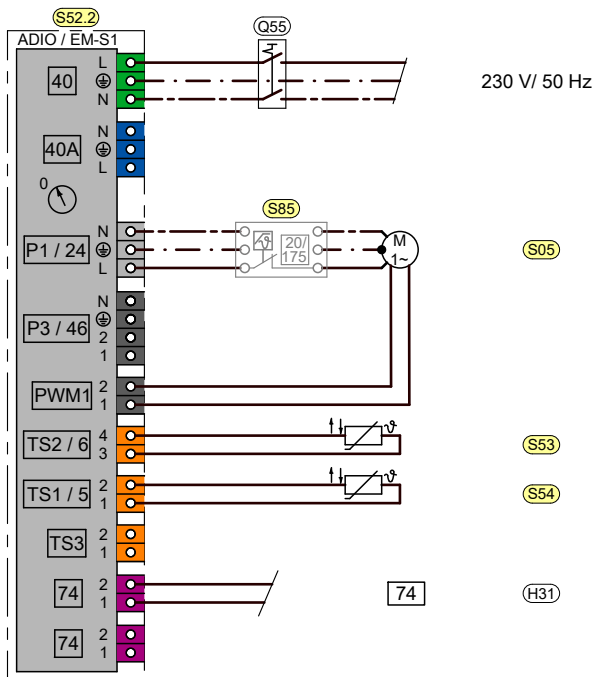 S52.2
ADIO / EM-S1
Q55
40
L
N
230 V/ 50 Hz
40A
N
L
0
S85
P1 / 24
N
L
20/
175
M
1~
S05
P3 / 46
N
2
1
PWM1
2
1
TS2 / 6
4
3
ϑ
S53
TS1 / 5
2
1
ϑ
S54
TS3
2
1
74
2
1
74
H31
74
2
1